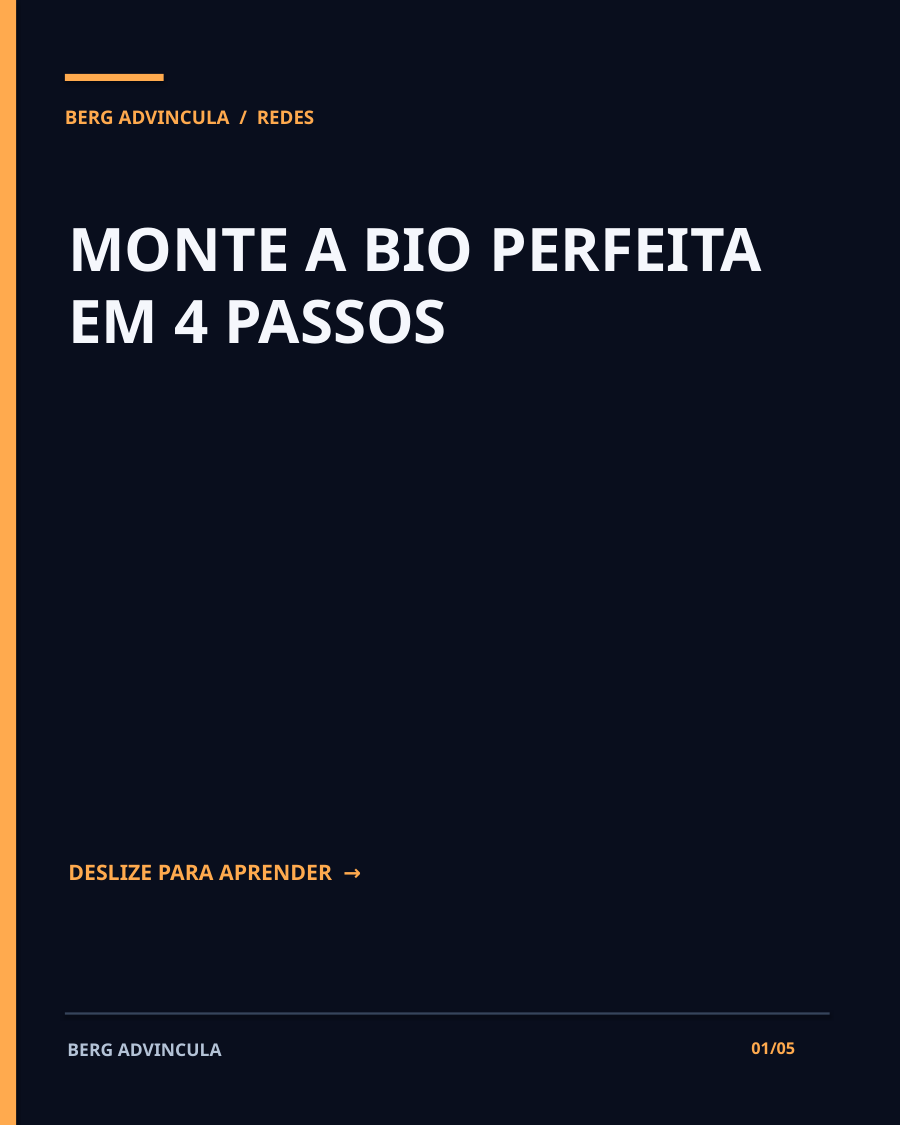 BERG ADVINCULA / REDES
MONTE A BIO PERFEITA
EM 4 PASSOS
DESLIZE PARA APRENDER →
BERG ADVINCULA
01/05